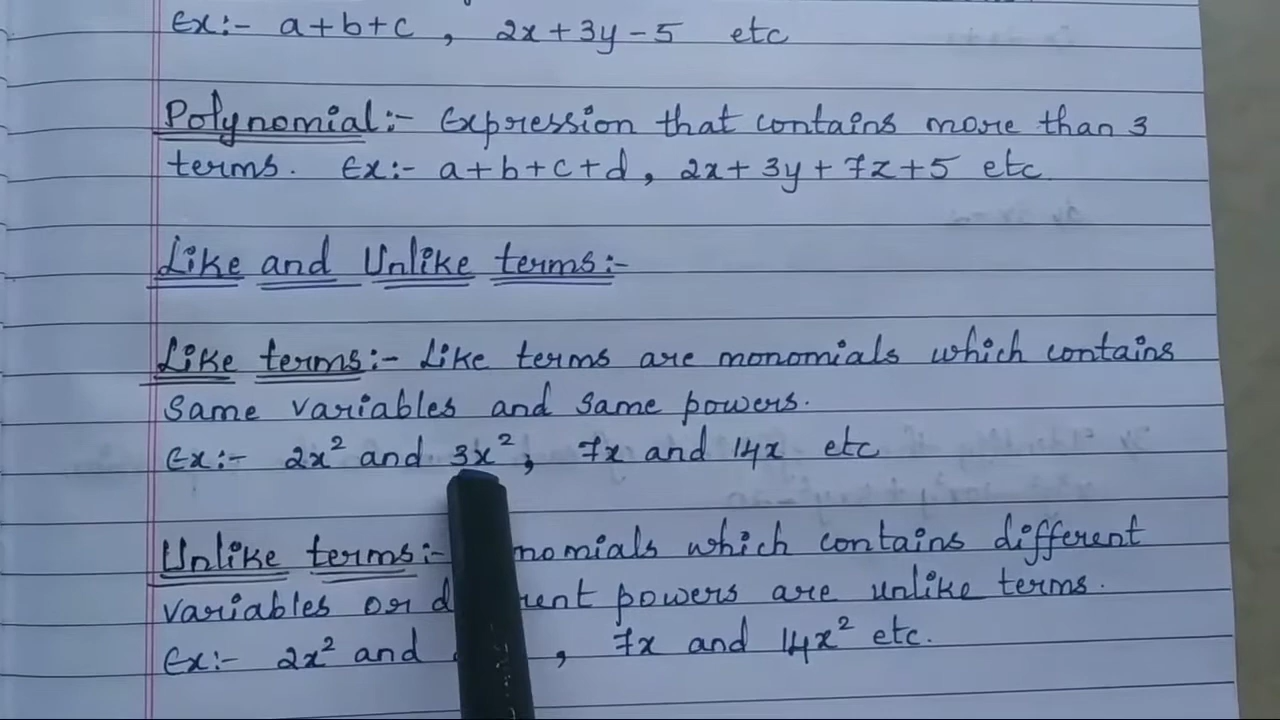 Ex:- a+b+c , 2x+3y-5 etc
Polynomial:- Expression that contains more than 3
terms. Ex:- a+b+c+d, 2x+3y+7z+5 etc
Like and Unlike terms:-
Like terms:- Like terms are monomials which contains
same variables and same powers.
Ex:- 2x² and 3x², 7x and 14x etc
Unlike terms:- nomials which contains different
variables or d rent powers are unlike terms.
Ex:- 2x² and , 7x and 14x² etc.